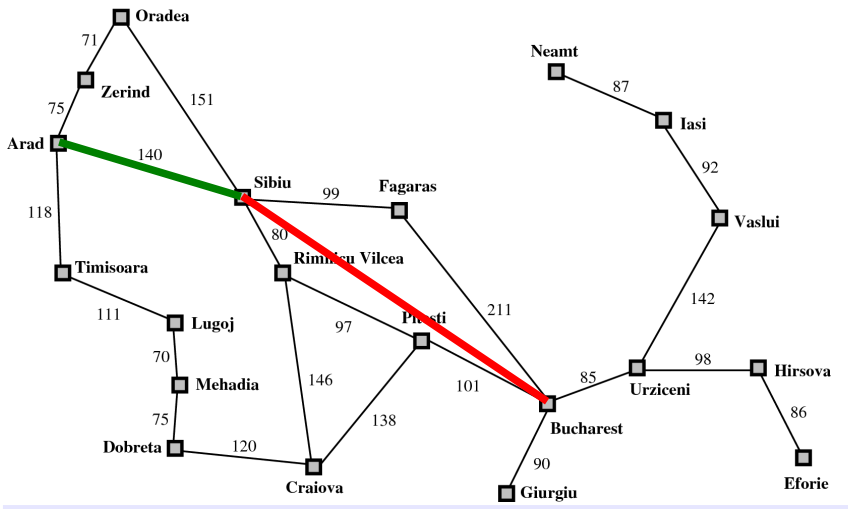 Oradea
71
Neamt
Zerind
87
75
151
Iasi
Arad
140
92
Sibiu
99
Fagaras
118
80
Vaslui
Rimnicu Vilcea
Timisoara
211
142
111
Lugoj
97
Pitesti
70
146
101
85
98
Hirsova
Mehadia
Urziceni
75
138
86
Dobreta
120
Bucharest
90
Craiova
Giurgiu
Eforie